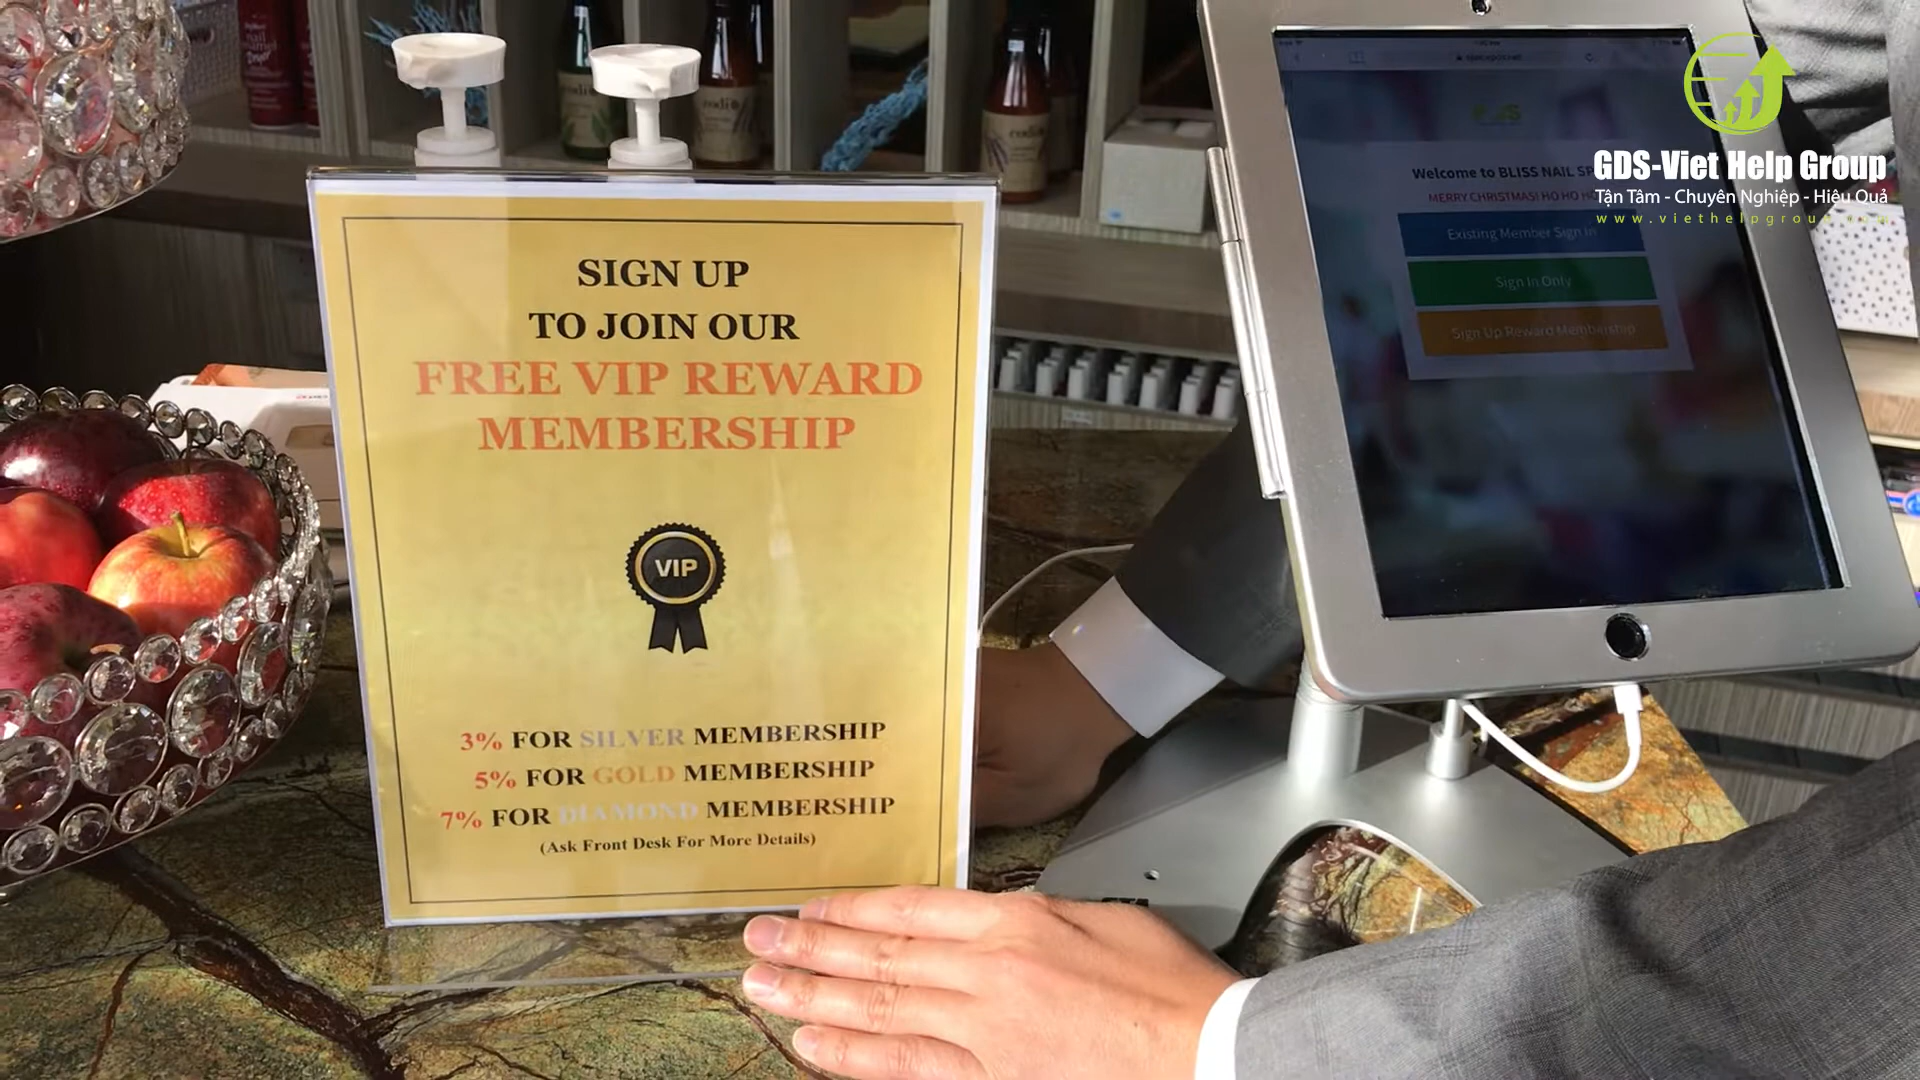 SIGN UP
TO JOIN OUR
FREE VIP REWARD
MEMBERSHIP
VIP
3% FOR SILVER MEMBERSHIP
5% FOR GOLD MEMBERSHIP
7% FOR DIAMOND MEMBERSHIP
(Ask Front Desk For More Details)
Welcome to BLISS NAIL SP
MERRY CHRISTMAS! HO HO
Existing Member Sign In
Sign In Only
Sign Up Reward Membership
GDS-Viet Help Group
Tận Tâm - Chuyên Nghiệp - Hiệu Quả
www.viethelpgroup.com